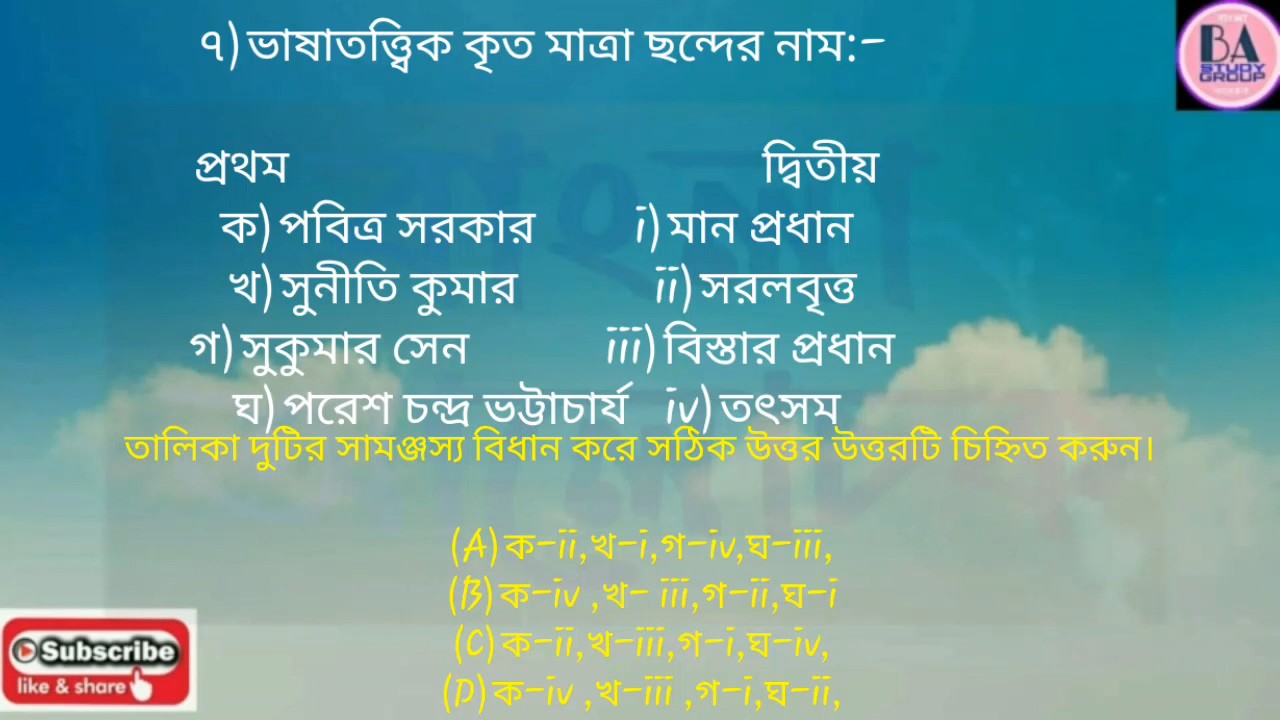 ৭) ভাষাতত্ত্বিক কৃত মাত্রা ছন্দের নাম:-
প্রথম দ্বিতীয়
ক) পবিত্র সরকার i) মান প্রধান
খ) সুনীতি কুমার ii) সরলবৃত্ত
গ) সুকুমার সেন iii) বিস্তার প্রধান
ঘ) পরেশ চন্দ্র ভট্টাচার্য iv) তৎসম
তালিকা দুটির সামঞ্জস্য বিধান করে সঠিক উত্তর উত্তরটি চিহ্নিত করুন।
(A) ক-ii,খ-i,গ-iv,ঘ-iii,
(B) ক-iv ,খ- iii,গ-ii,ঘ-i
(C) ক-ii,খ-iii,গ-i,ঘ-iv,
(D) ক-iv ,খ-iii ,গ-i,ঘ-ii,
BA
STUDY
GROUP
Subscribe
like & share